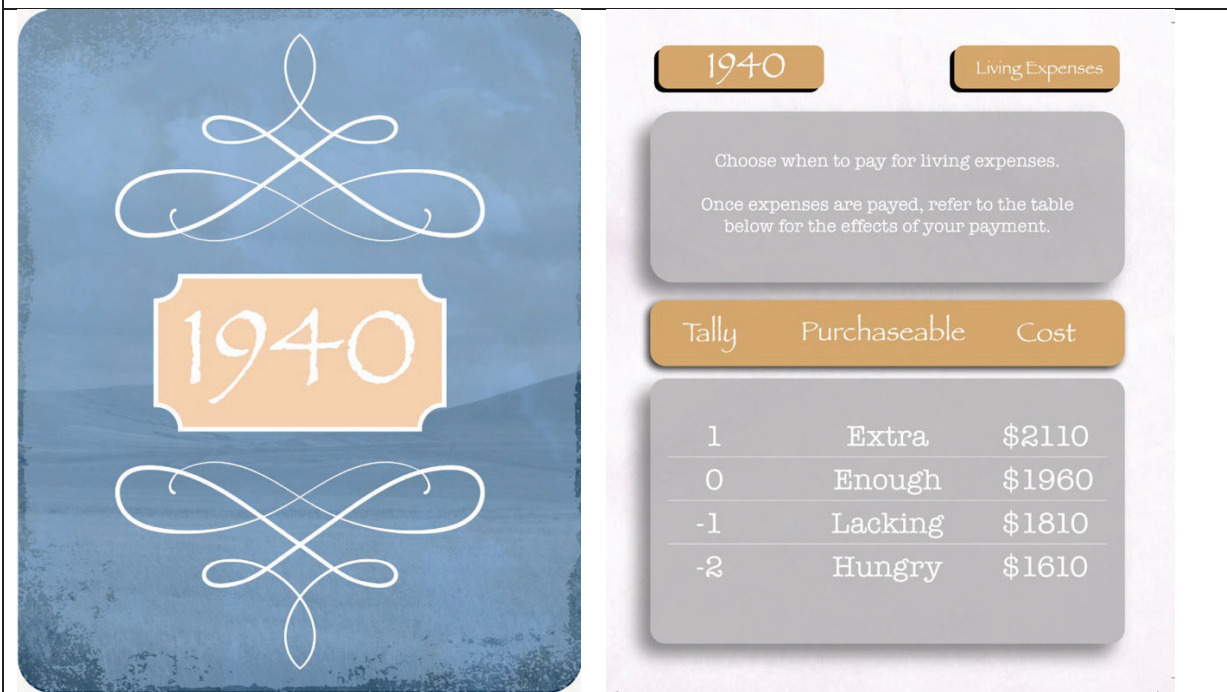 1940
1940
Living Expenses
Choose when to pay for living expenses.
Once expenses are payed, refer to the table
below for the effects of your payment.
Tally Purchaseable Cost
1 Extra $2110
0 Enough $1960
-1 Lacking $1810
-2 Hungry $1610